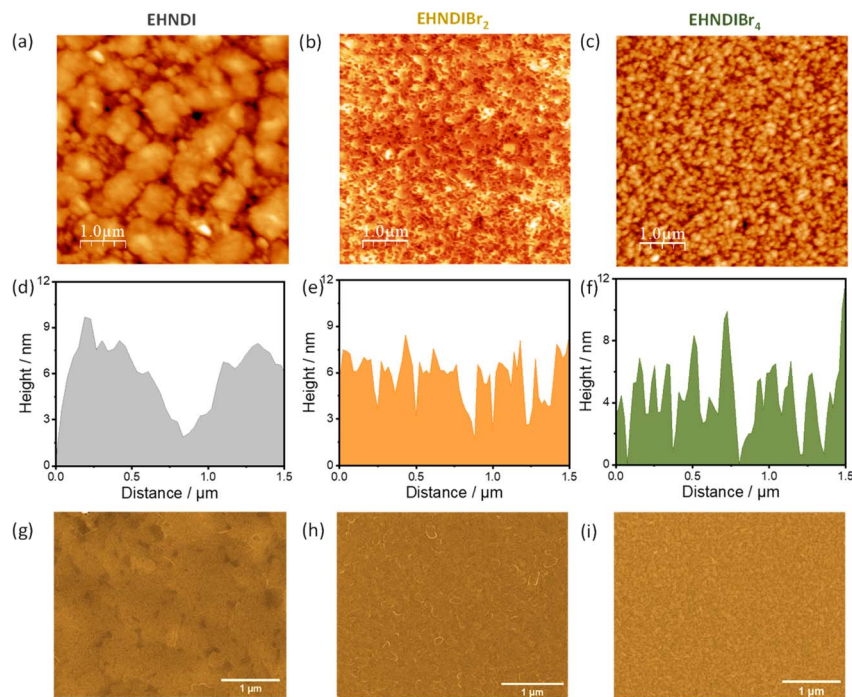 EHNDI EHNDIBr₂ EHNDIBr₄
(a) (b) (c)
1.0µm 1.0µm 1.0µm
(d) (e) (f)
12 12 12
9 9
8
6 6
4
3 3
0 0 0
Height / nm Height / nm Height / nm
0.0 0.5 1.0 1.5 0.0 0.5 1.0 1.5 0.0 0.5 1.0 1.5
Distance / µm Distance / µm Distance / µm
(g) (h) (i)
1 µm 1 µm 1 µm